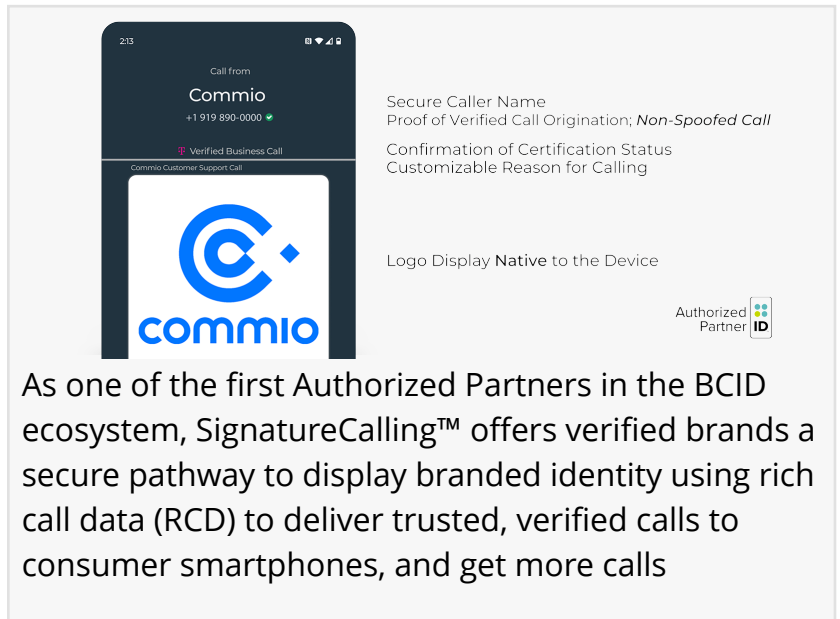 2:13
Call from
Commio
+1 919 890-0000
Verified Business Call
Commio Customer Support Call
commio
Secure Caller Name
Proof of Verified Call Origination; Non-Spoofed Call
Confirmation of Certification Status
Customizable Reason for Calling
Logo Display Native to the Device
Authorized
Partner ID
As one of the first Authorized Partners in the BCID
ecosystem, SignatureCalling™ offers verified brands a
secure pathway to display branded identity using rich
call data (RCD) to deliver trusted, verified calls to
consumer smartphones, and get more calls